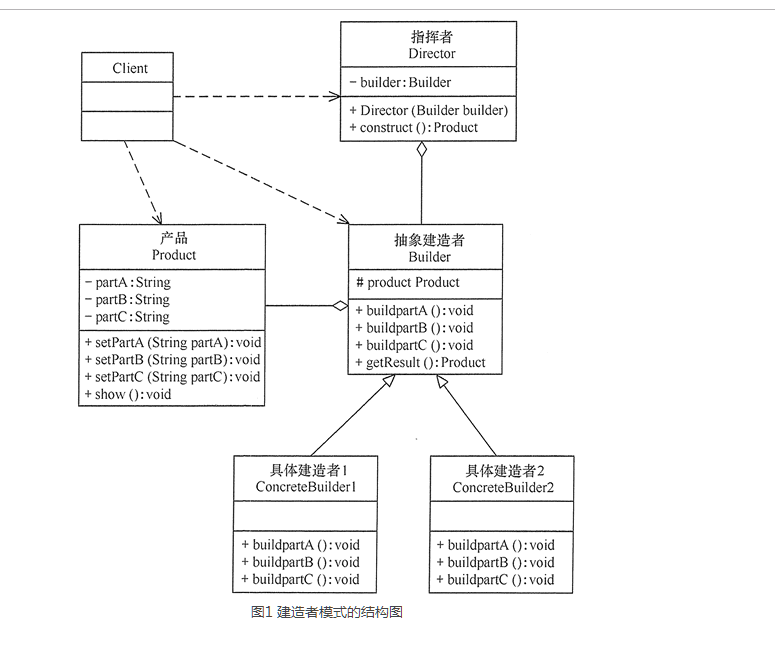 指挥者
Director
- builder:Builder
+ Director (Builder builder)
+ construct ():Product
Client
产品
Product
- partA:String
- partB:String
- partC:String
+ setPartA (String partA):void
+ setPartB (String partB):void
+ setPartC (String partC):void
+ show ():void
抽象建造者
Builder
# product Product
+ buildpartA ():void
+ buildpartB ():void
+ buildpartC ():void
+ getResult ():Product
具体建造者1
ConcreteBuilder1
+ buildpartA ():void
+ buildpartB ():void
+ buildpartC ():void
具体建造者2
ConcreteBuilder2
+ buildpartA ():void
+ buildpartB ():void
+ buildpartC ():void
图1 建造者模式的结构图